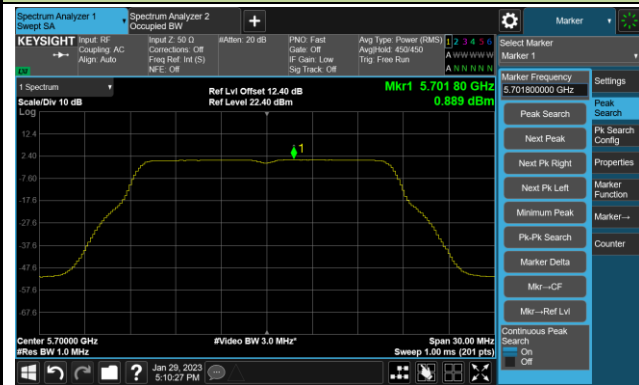 Spectrum Analyzer 1
Swept SA
Spectrum Analyzer 2
Occupied BW
Marker
KEYSIGHT
Input: RF
Coupling: AC
Align: Auto
Input Z: 50 Ω
Corrections: Off
Freq Ref: Int (S)
NFE: Off
#Atten: 20 dB
PNO: Fast
Gate: Off
IF Gain: Low
Sig Track: Off
Avg Type: Power (RMS)
Avg|Hold: 450/450
Trig: Free Run
1 2 3 4 5 6
A W W W W W
A N N N N N
LXI
Select Marker
Marker 1
1 Spectrum
Scale/Div 10 dB
Log
Ref Lvl Offset 12.40 dB
Ref Level 22.40 dBm
Mkr1 5.701 80 GHz
0.889 dBm
Marker Frequency
5.701800000 GHz
Settings
Peak Search
Next Peak
Next Pk Right
Next Pk Left
Minimum Peak
Pk-Pk Search
Marker Delta
Mkr→CF
Mkr→Ref Lvl
Continuous Peak
Search
On
Off
Peak
Search
Pk Search
Config
Properties
Marker
Function
Marker→
Counter
12.4
2.40
-7.60
-17.6
-27.6
-37.6
-47.6
-57.6
-67.6
1
Center 5.70000 GHz
#Res BW 1.0 MHz
#Video BW 3.0 MHz*
Span 30.00 MHz
Sweep 1.00 ms (201 pts)
?
Jan 29, 2023
5:10:27 PM